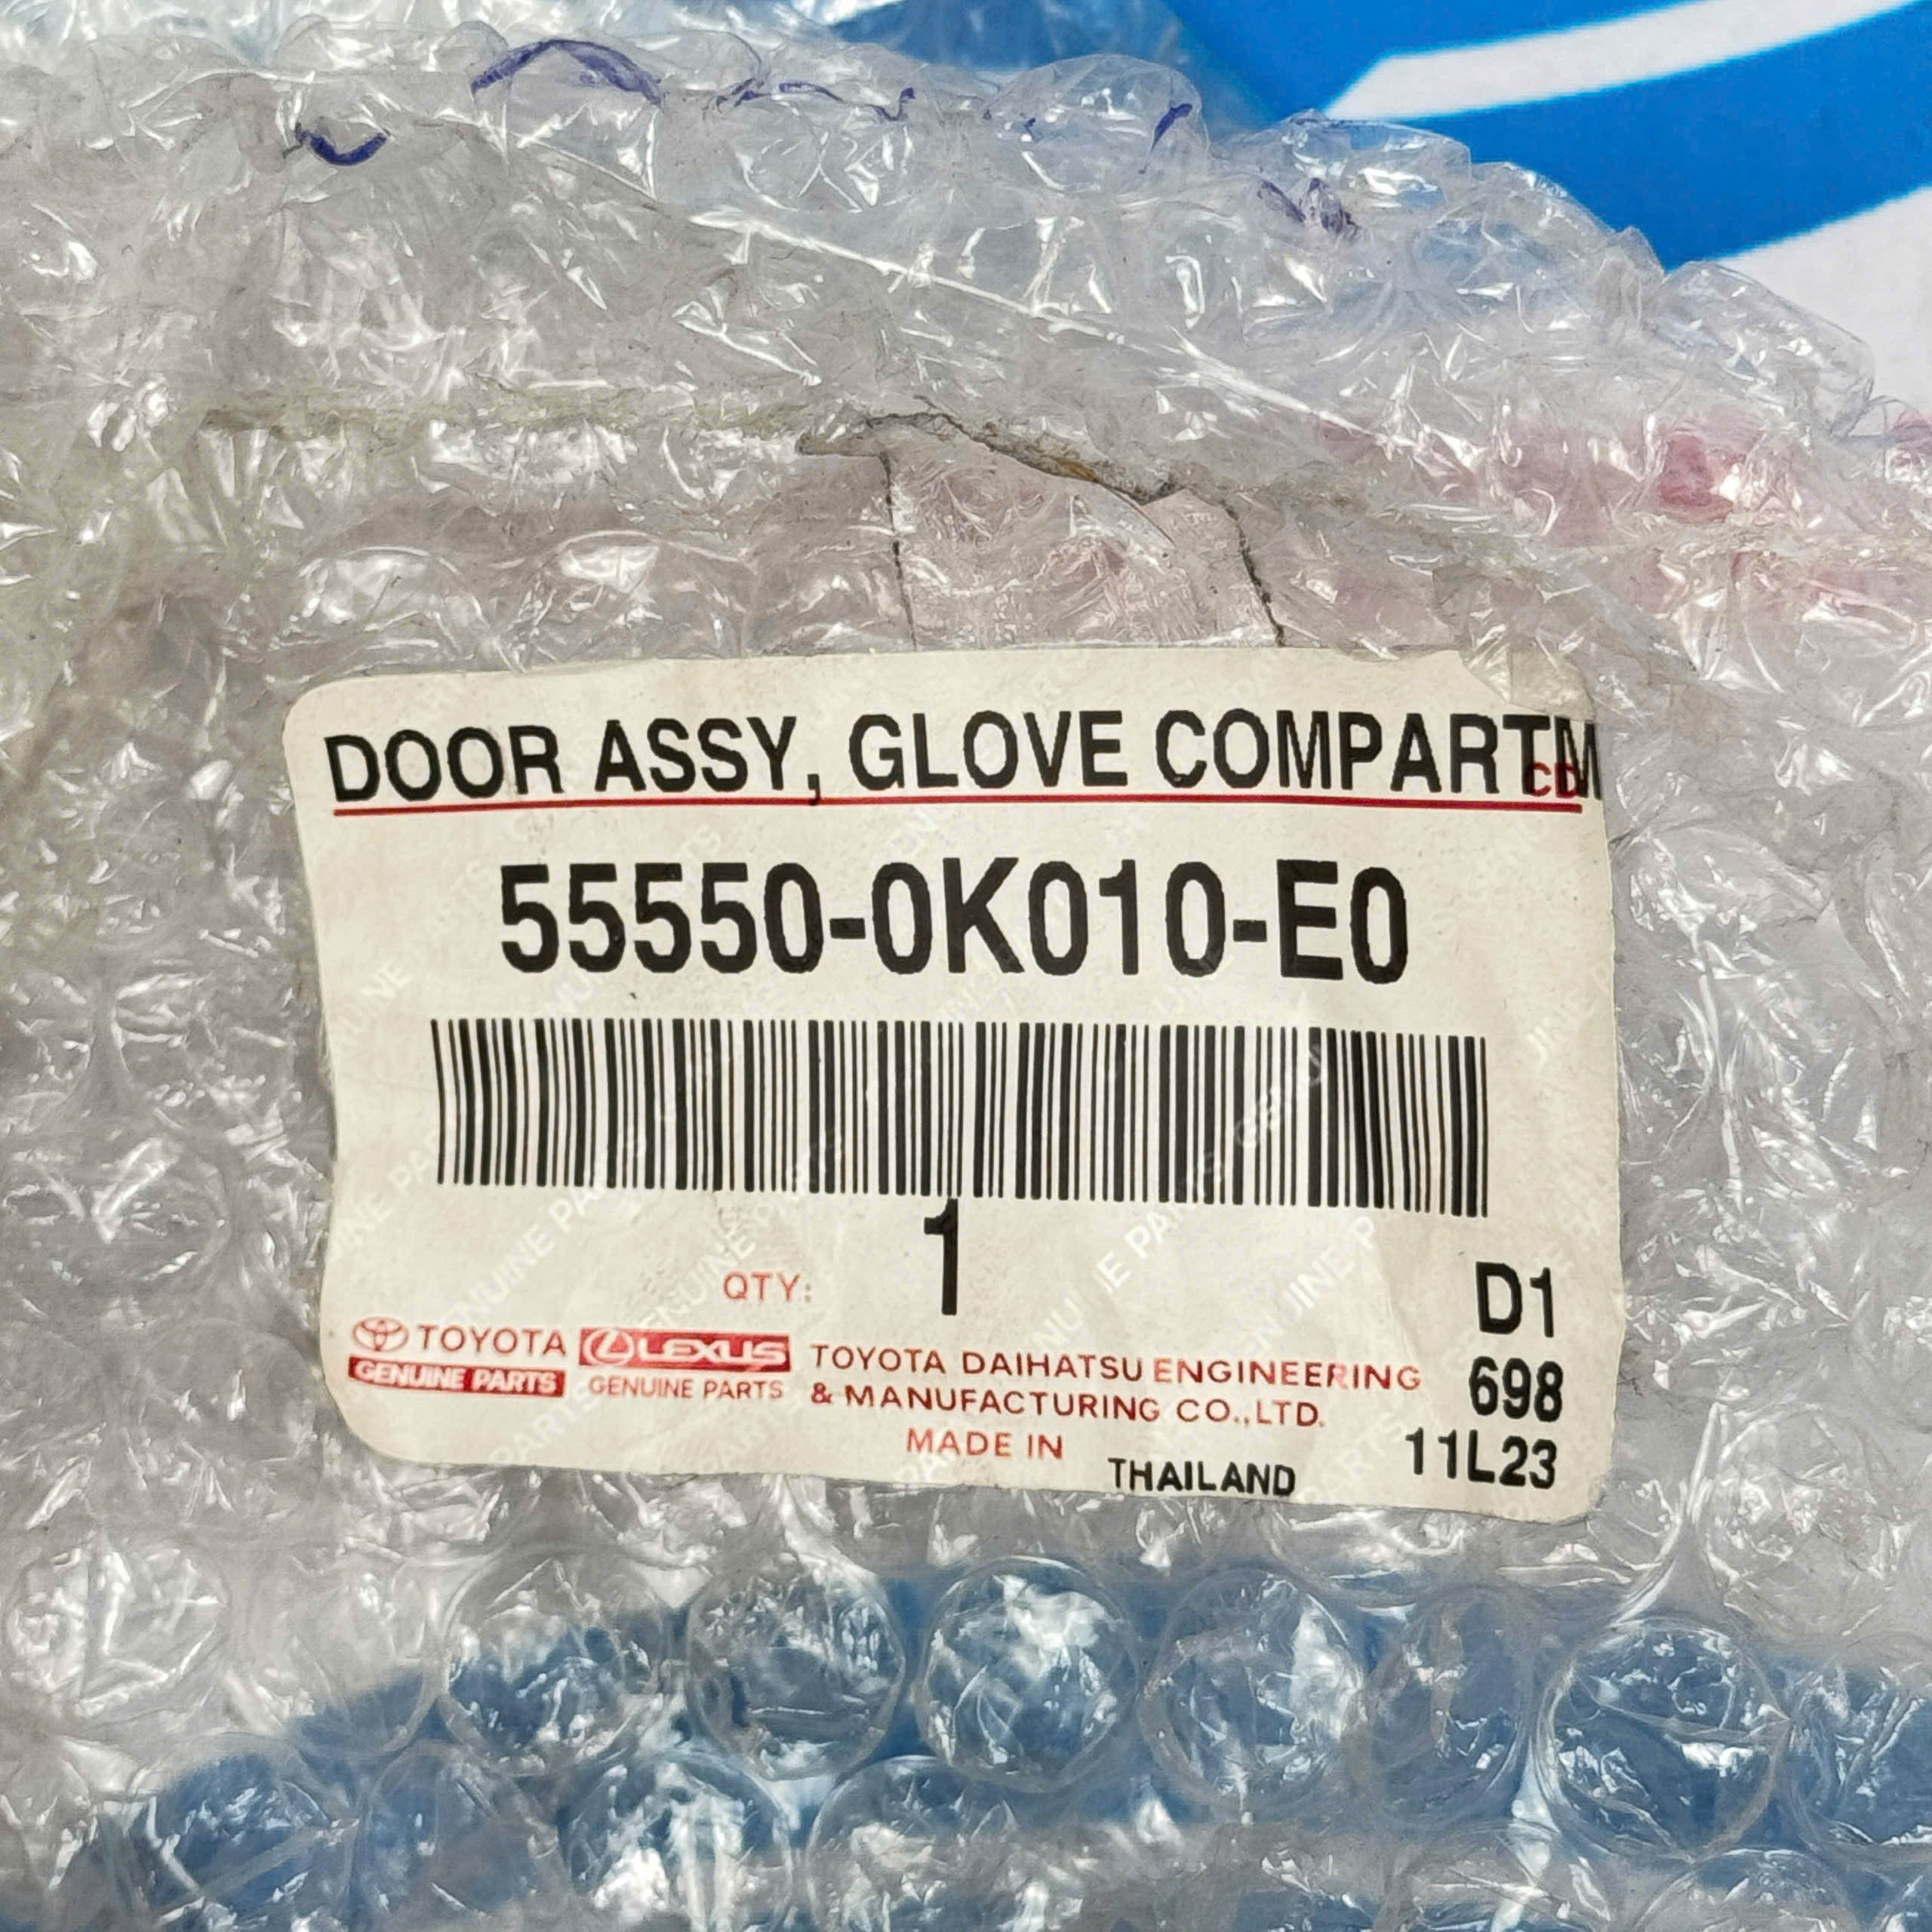 DOOR ASSY, GLOVE COMPARTM
CD
55550-0K010-E0
1
QTY:
D1
TOYOTA LEXUS
GENUINE PARTS GENUINE PARTS
TOYOTA DAIHATSU ENGINEERING
& MANUFACTURING CO.,LTD.
698
MADE IN THAILAND
11L23